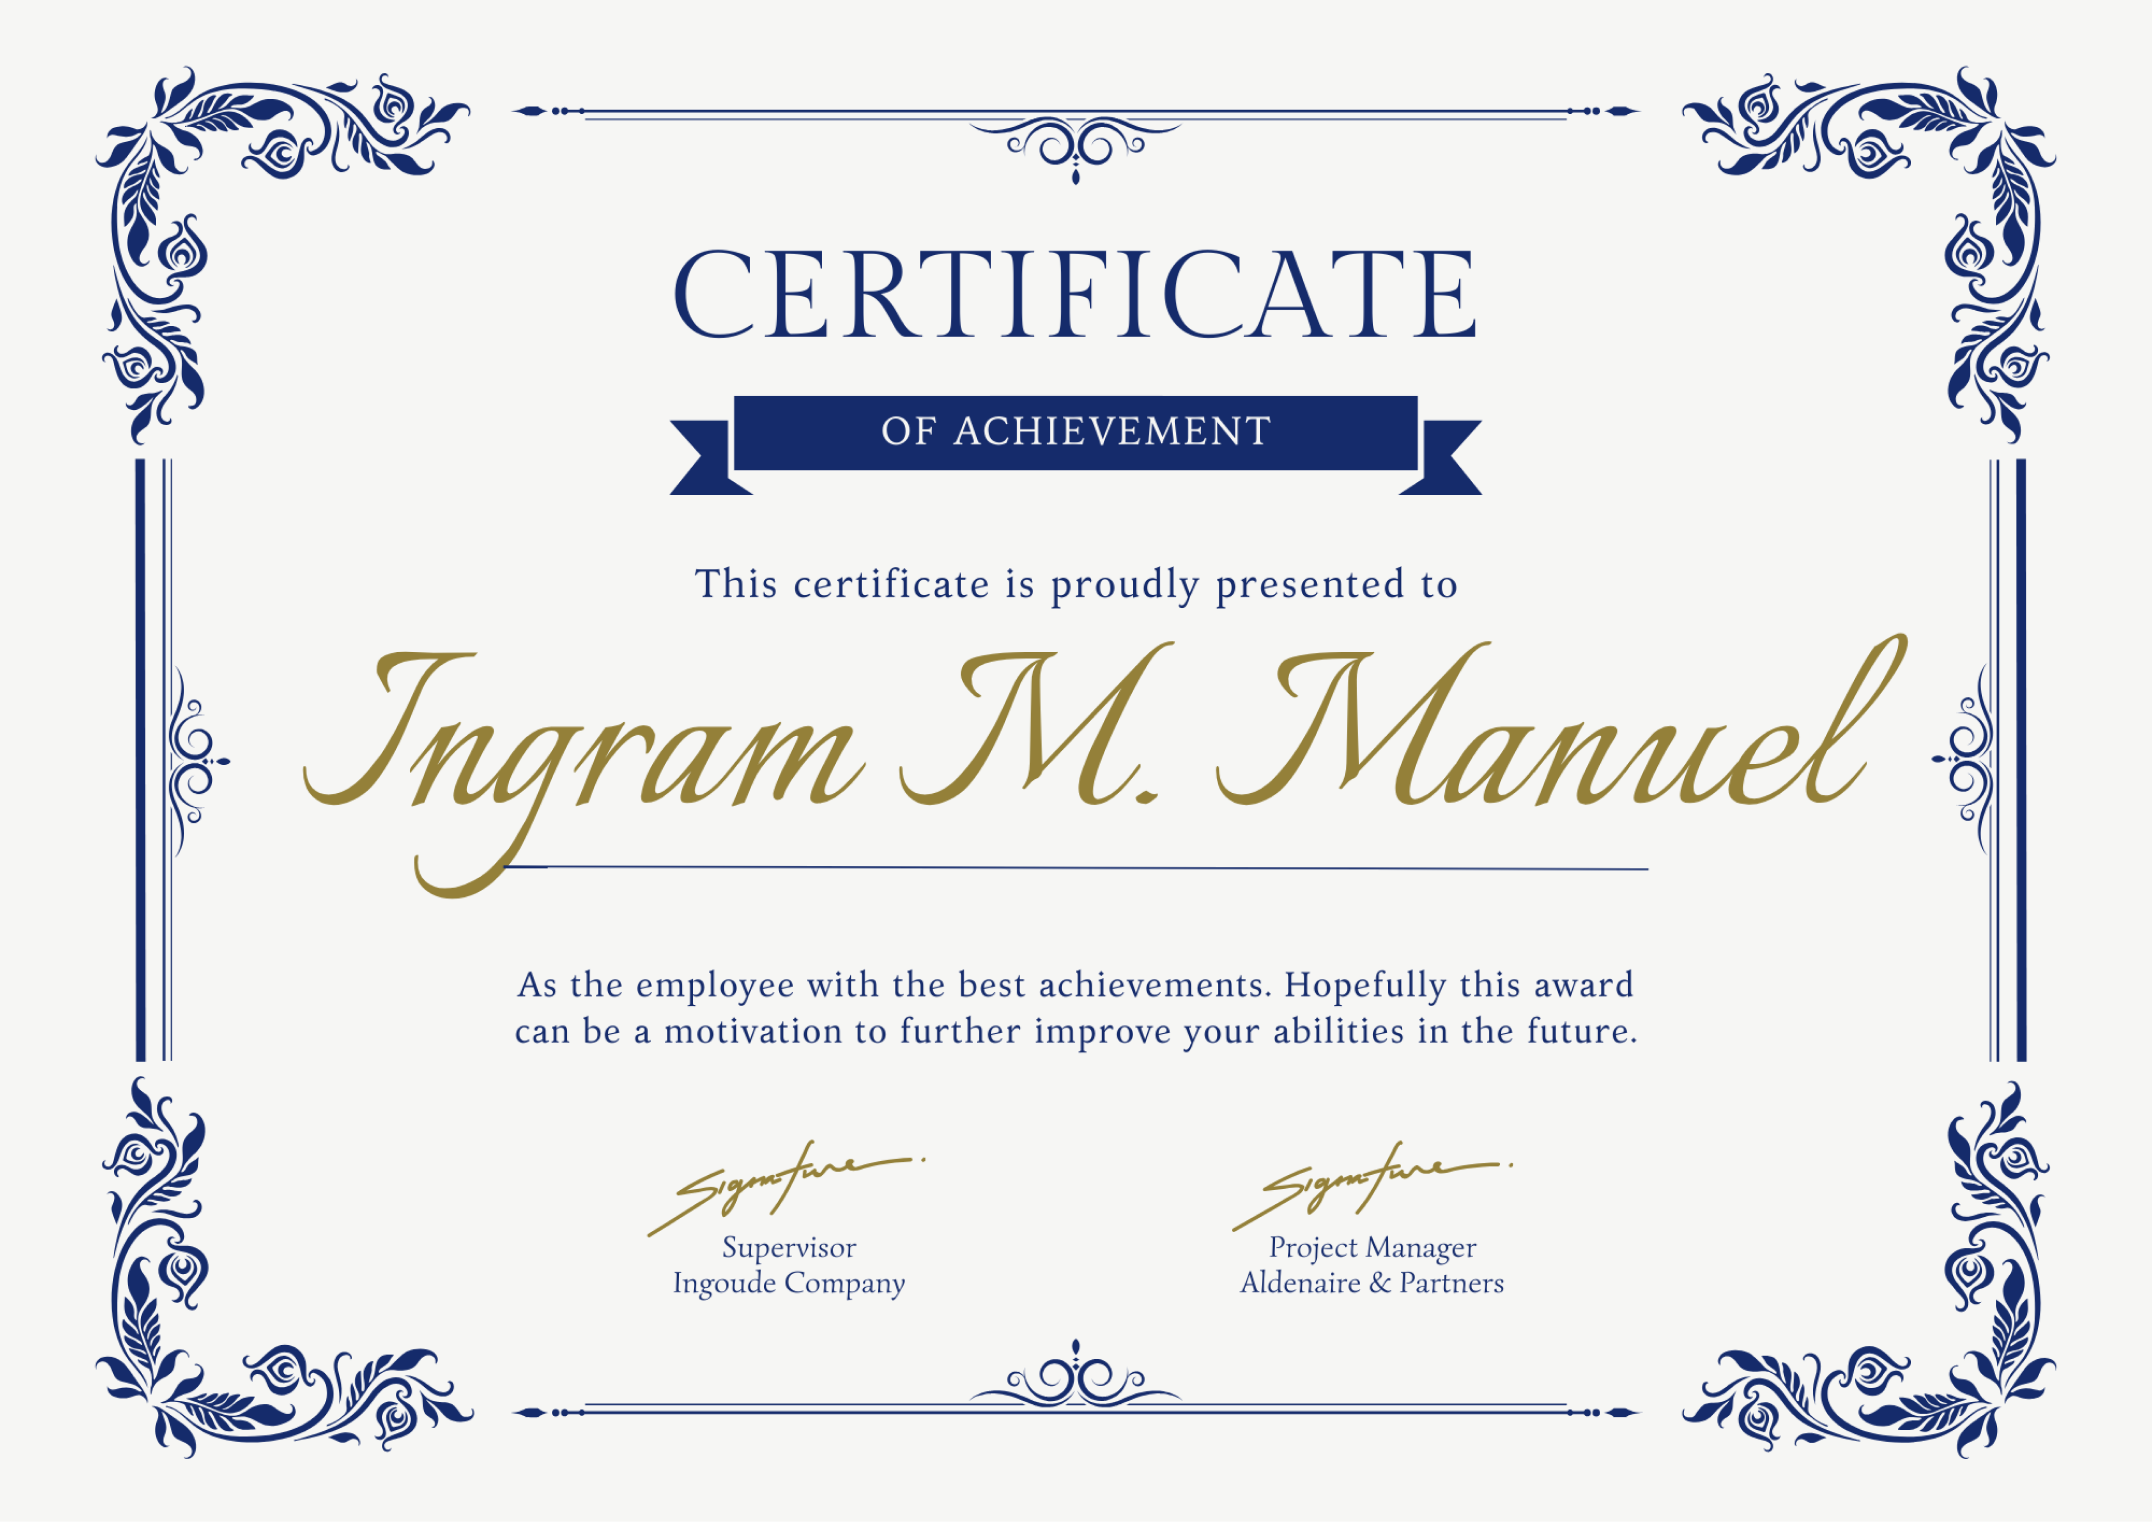 CERTIFICATE
OF ACHIEVEMENT
This certificate is proudly presented to
Ingram M. Manuel
As the employee with the best achievements. Hopefully this award
can be a motivation to further improve your abilities in the future.
Signature Signature
Supervisor Project Manager
Ingoude Company Aldenaire & Partners